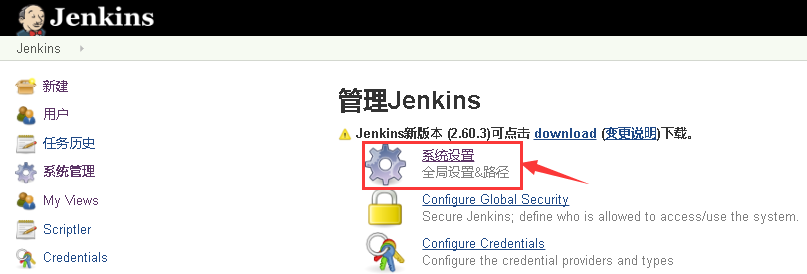 Jenkins
Jenkins
新建
用户
任务历史
系统管理
My Views
Scriptler
Credentials
管理Jenkins
Jenkins新版本 (2.60.3)可点击 download (变更说明)下载。
系统设置
全局设置&路径
Configure Global Security
Secure Jenkins; define who is allowed to access/use the system.
Configure Credentials
Configure the credential providers and types